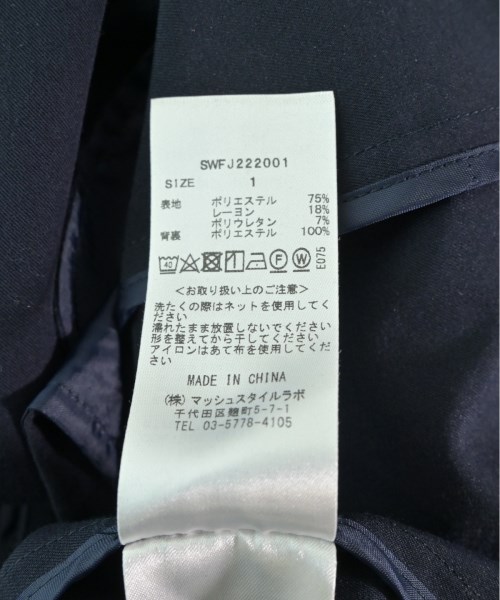 SWFJ222001
SIZE 1
表地 ポリエステル 75%
レーヨン 18%
ポリウレタン 7%
背裏 ポリエステル 100%
40 F W E075
<お取り扱い上のご注意>
洗たくの際はネットを使用してく
ださい
濡れたまま放置しないでください
形を整えてから干してください
アイロンはあて布を使用してくだ
さい
MADE IN CHINA
(株) マッシュスタイルラボ
千代田区麹町5-7-1
TEL 03-5778-4105